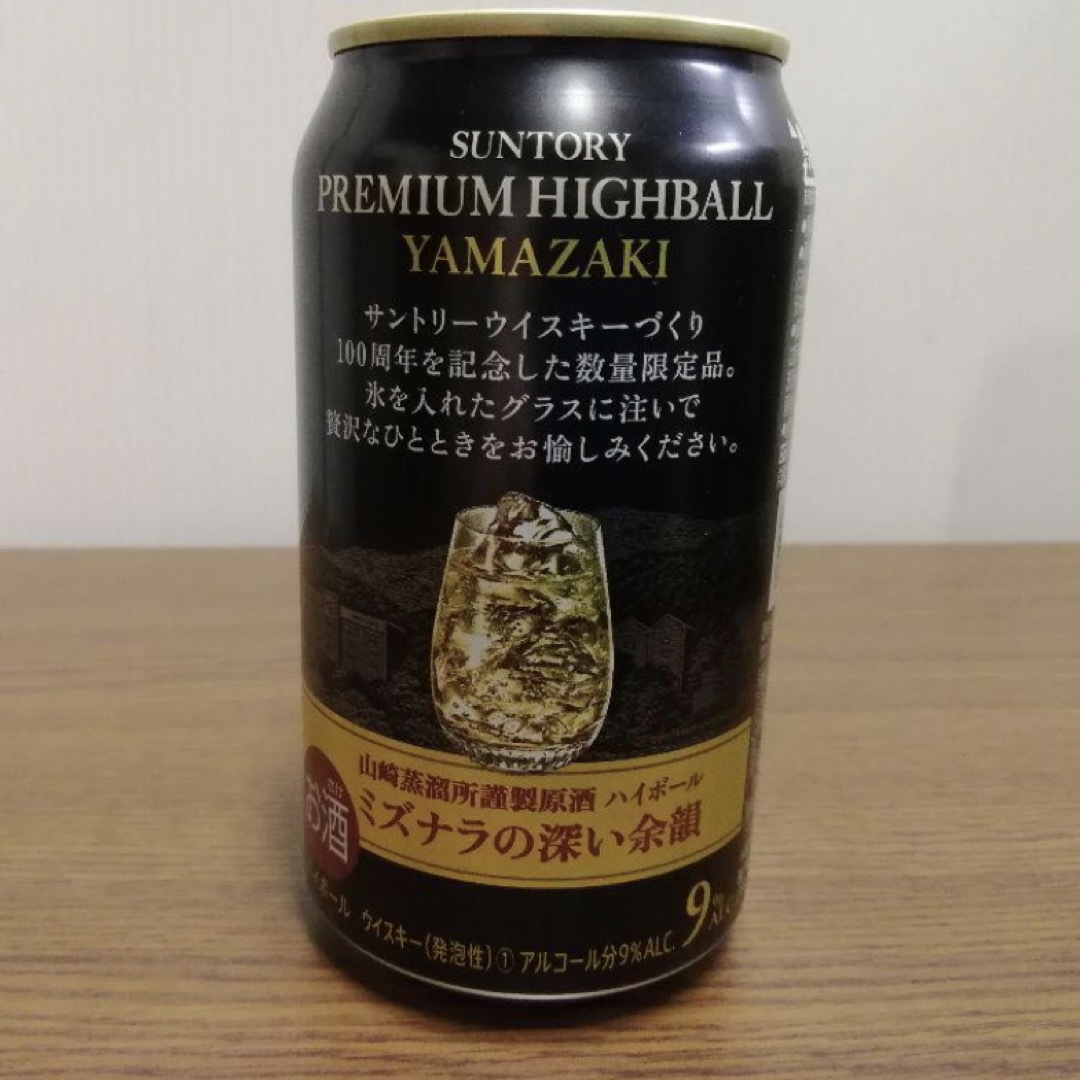 SUNTORY
PREMIUM HIGHBALL
YAMAZAKI
サントリーウイスキーづくり
100周年を記念した数量限定品。
氷を入れたグラスに注いで
贅沢なひとときをお愉しみください。
山崎蒸溜所謹製原酒 ハイボール
ミズナラの深い余韻
お酒
ボール ウイスキー(発泡性)① アルコール分9%ALC.
9%